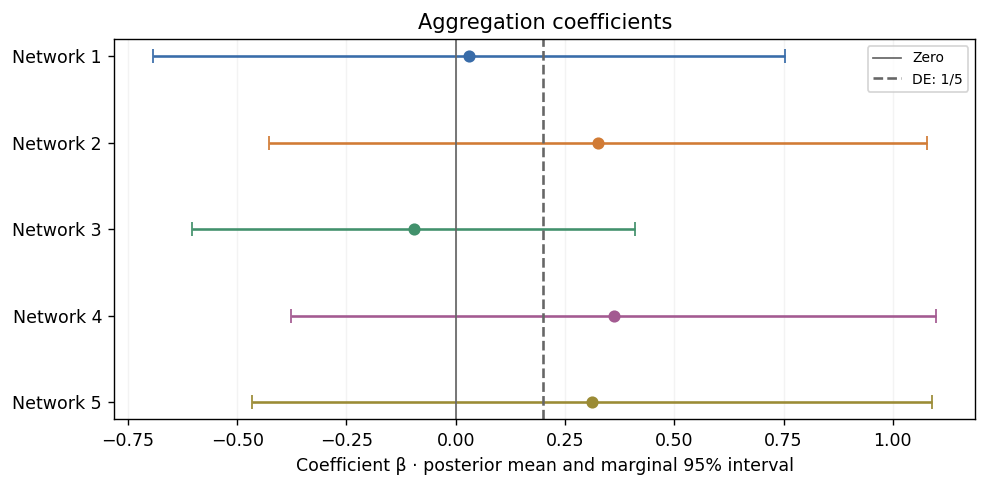 Aggregation coefficients
Network 1
Network 2
Network 3
Network 4
Network 5
Zero
DE: 1/5
−0.75
−0.50
−0.25
0.00
0.25
0.50
0.75
1.00
Coefficient β · posterior mean and marginal 95% interval